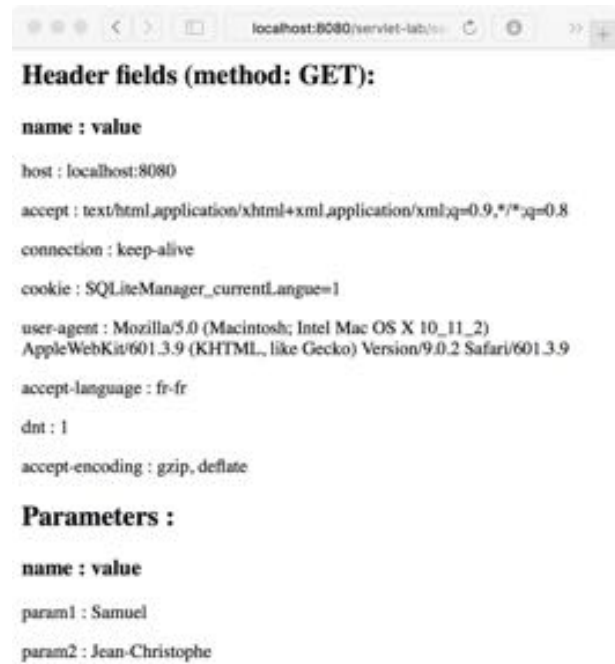 localhost:8080/servlet-lab/
Header fields (method: GET):
name : value
host : localhost:8080
accept : text/html,application/xhtml+xml,application/xml;q=0.9,*/*;q=0.8
connection : keep-alive
cookie : SQLiteManager_currentLangue=1
user-agent : Mozilla/5.0 (Macintosh; Intel Mac OS X 10_11_2)
AppleWebKit/601.3.9 (KHTML, like Gecko) Version/9.0.2 Safari/601.3.9
accept-language : fr-fr
dnt : 1
accept-encoding : gzip, deflate
Parameters :
name : value
param1 : Samuel
param2 : Jean-Christophe